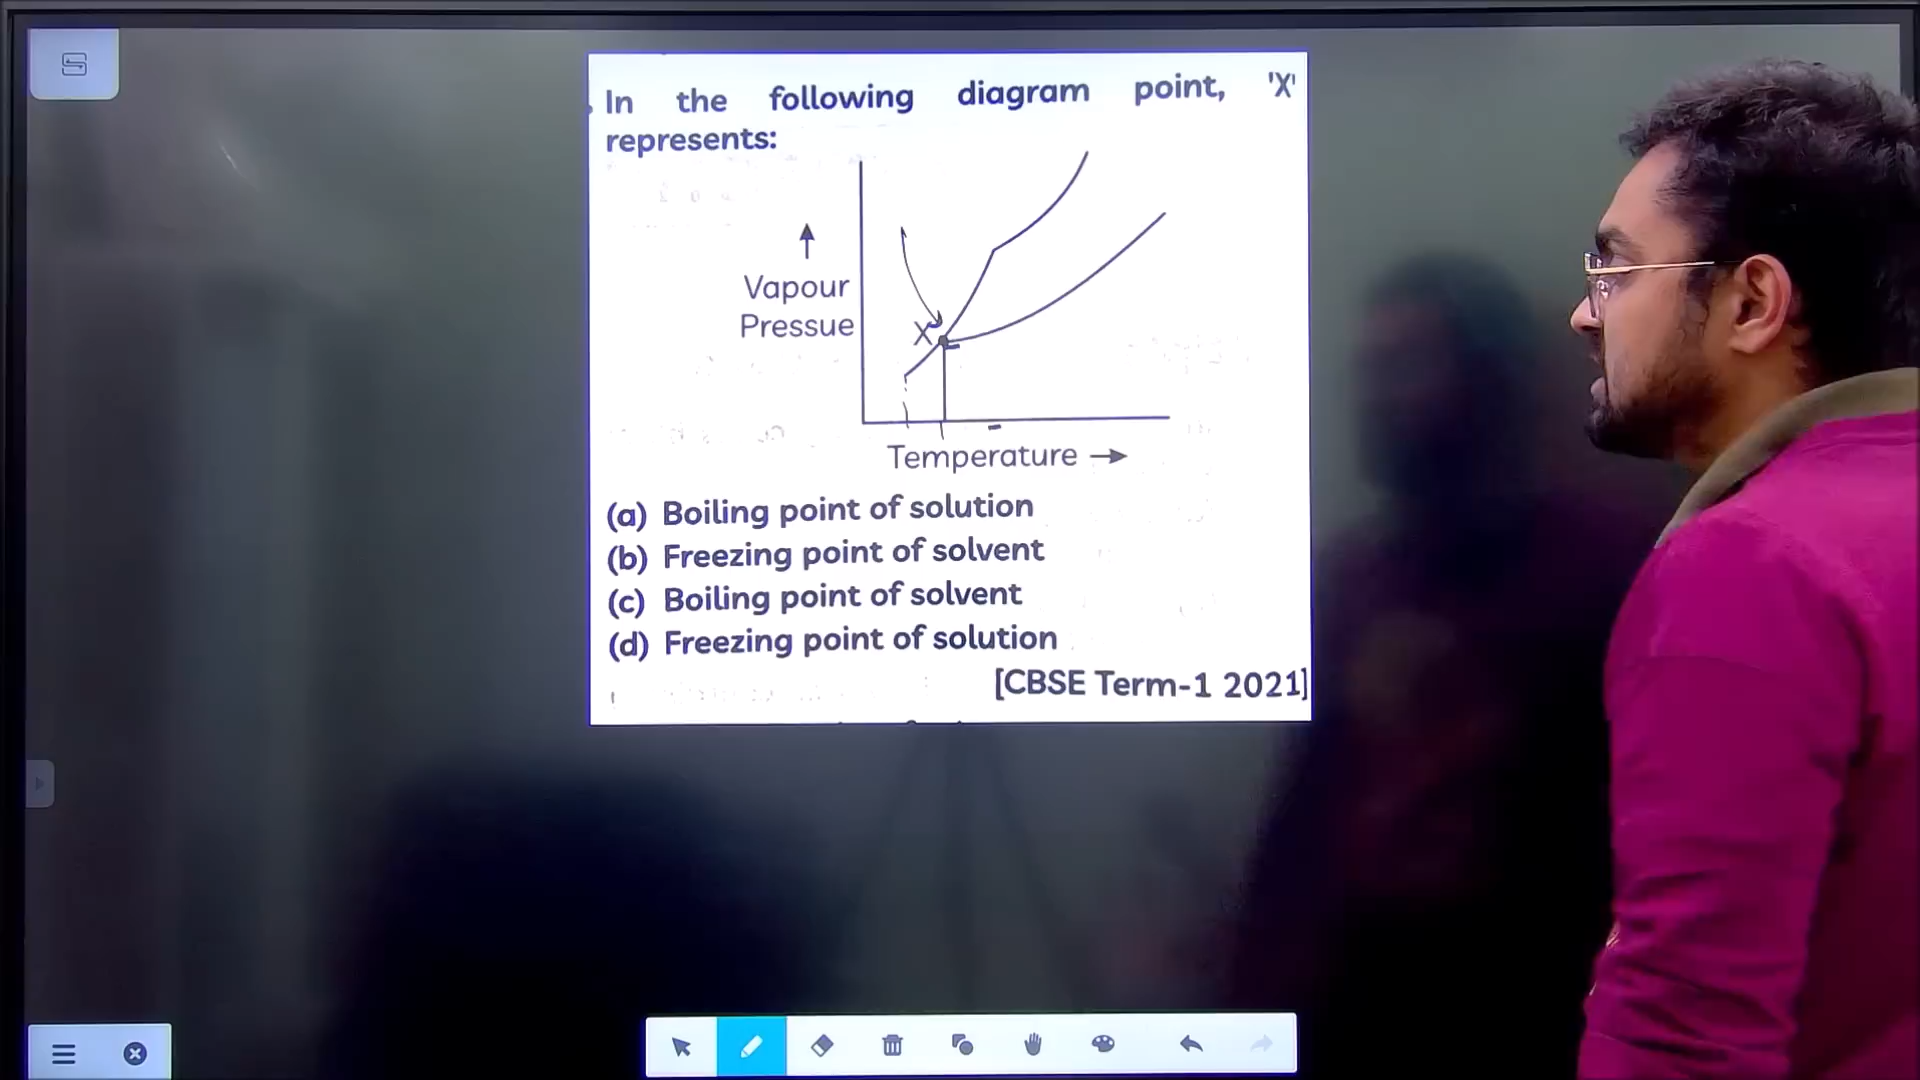 In the following diagram point, 'X'
represents:
Vapour
Pressue
X
Temperature
(a) Boiling point of solution
(b) Freezing point of solvent
(c) Boiling point of solvent
(d) Freezing point of solution
[CBSE Term-1 2021]